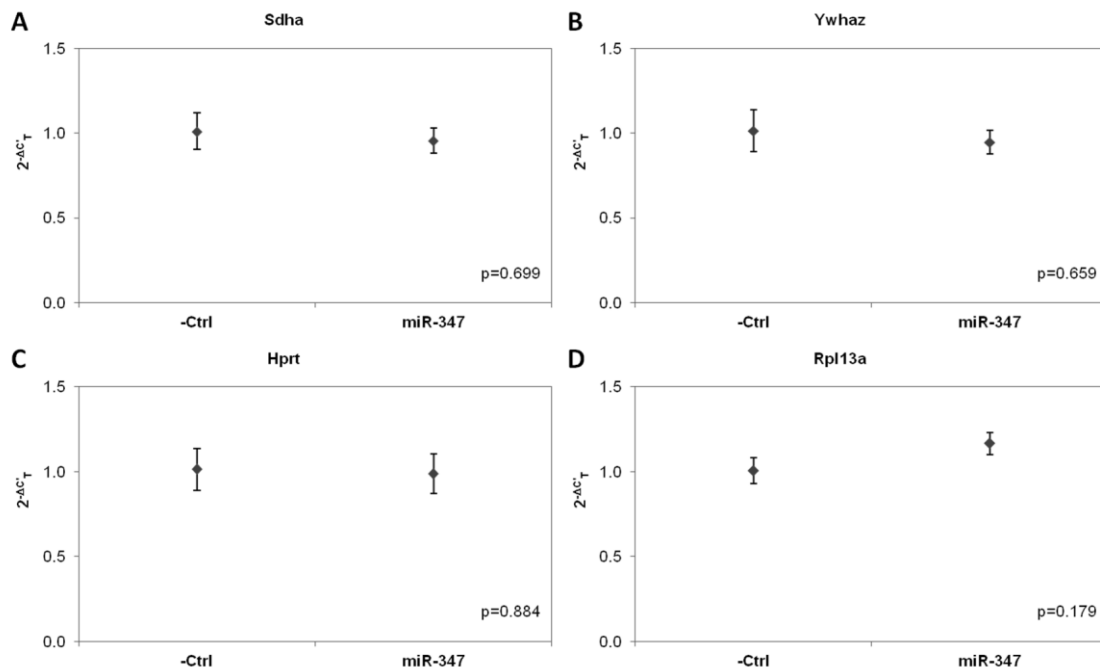 A
Sdha
1.5
1.0
0.5
0.0
2^-ΔC'T
p=0.699
-Ctrl miR-347
B
Ywhaz
1.5
1.0
0.5
0.0
2^-ΔC'T
p=0.659
-Ctrl miR-347
C
Hprt
1.5
1.0
0.5
0.0
2^-ΔC'T
p=0.884
-Ctrl miR-347
D
Rpl13a
1.5
1.0
0.5
0.0
2^-ΔC'T
p=0.179
-Ctrl miR-347